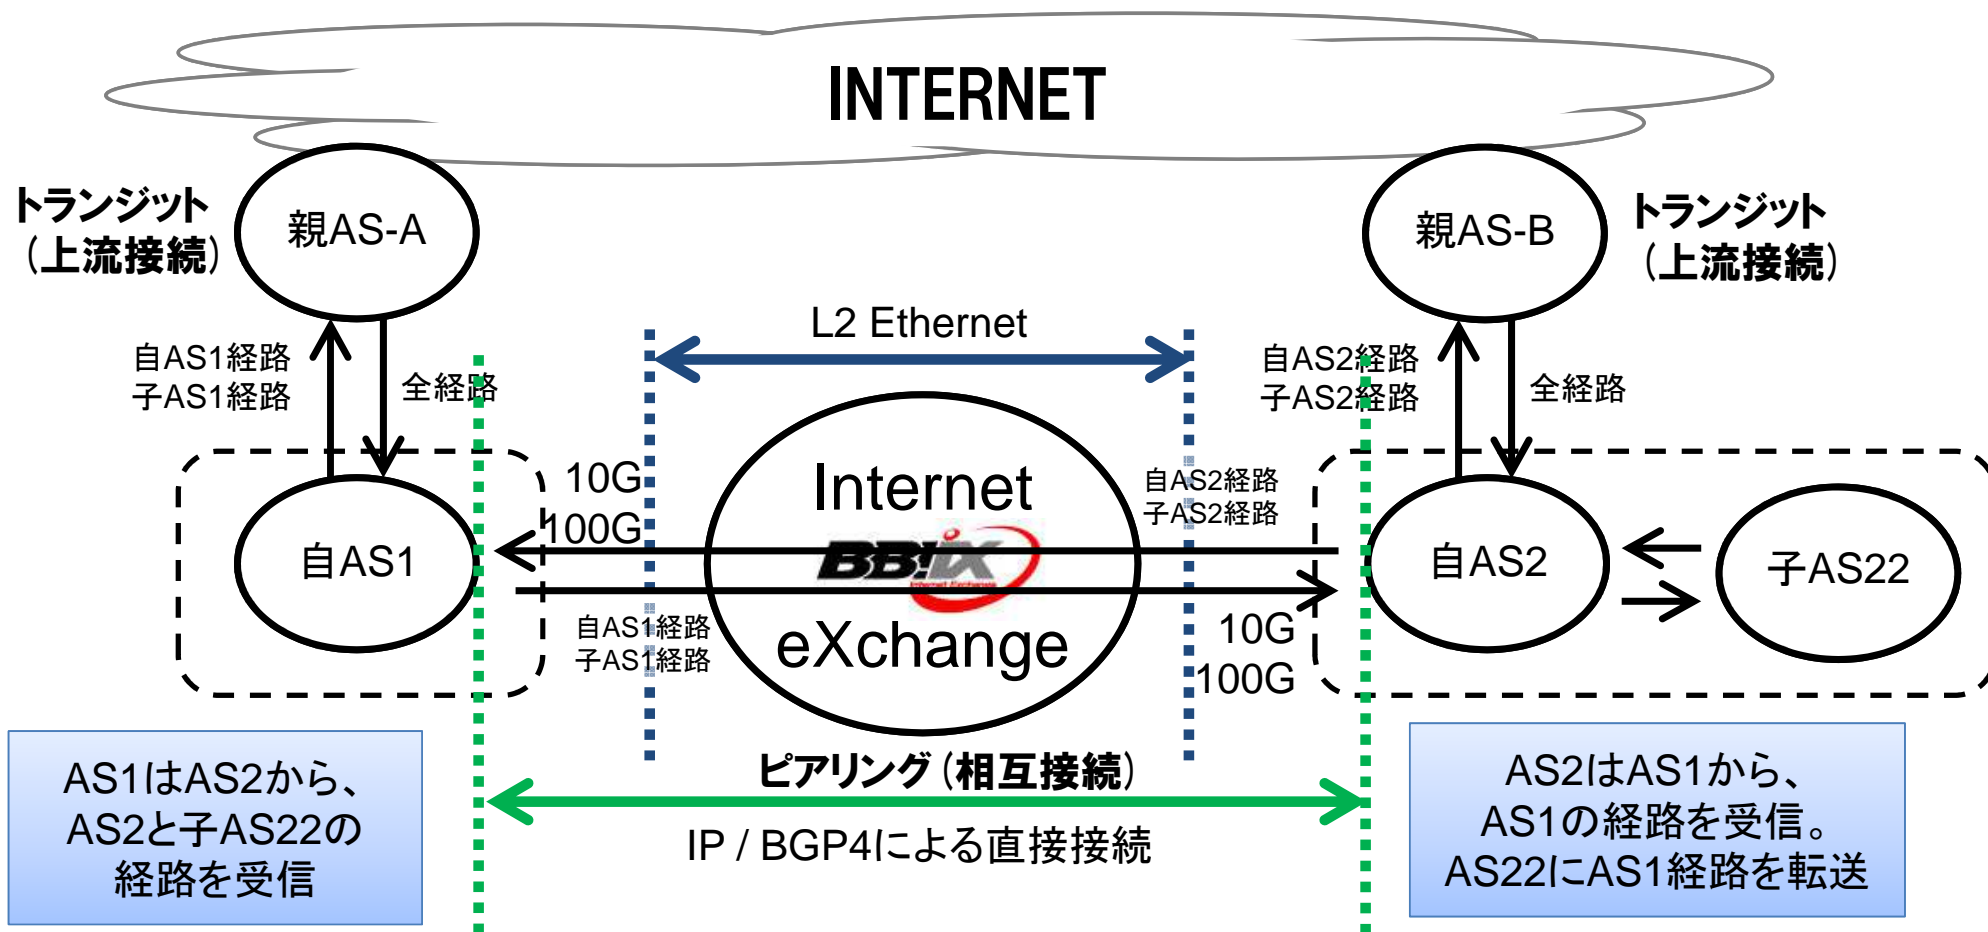 INTERNET
トランジット
(上流接続)
親AS-A
親AS-B
トランジット
(上流接続)
L2 Ethernet
自AS1経路
子AS1経路
全経路
自AS2経路
子AS2経路
全経路
10G
100G
Internet
自AS2経路
子AS2経路
自AS1
BB!iX
Internet Exchange
自AS2
子AS22
自AS1経路
子AS1経路
eXchange
10G
100G
ピアリング(相互接続)
IP / BGP4による直接接続
AS1はAS2から、
AS2と子AS22の
経路を受信
AS2はAS1から、
AS1の経路を受信。
AS22にAS1経路を転送